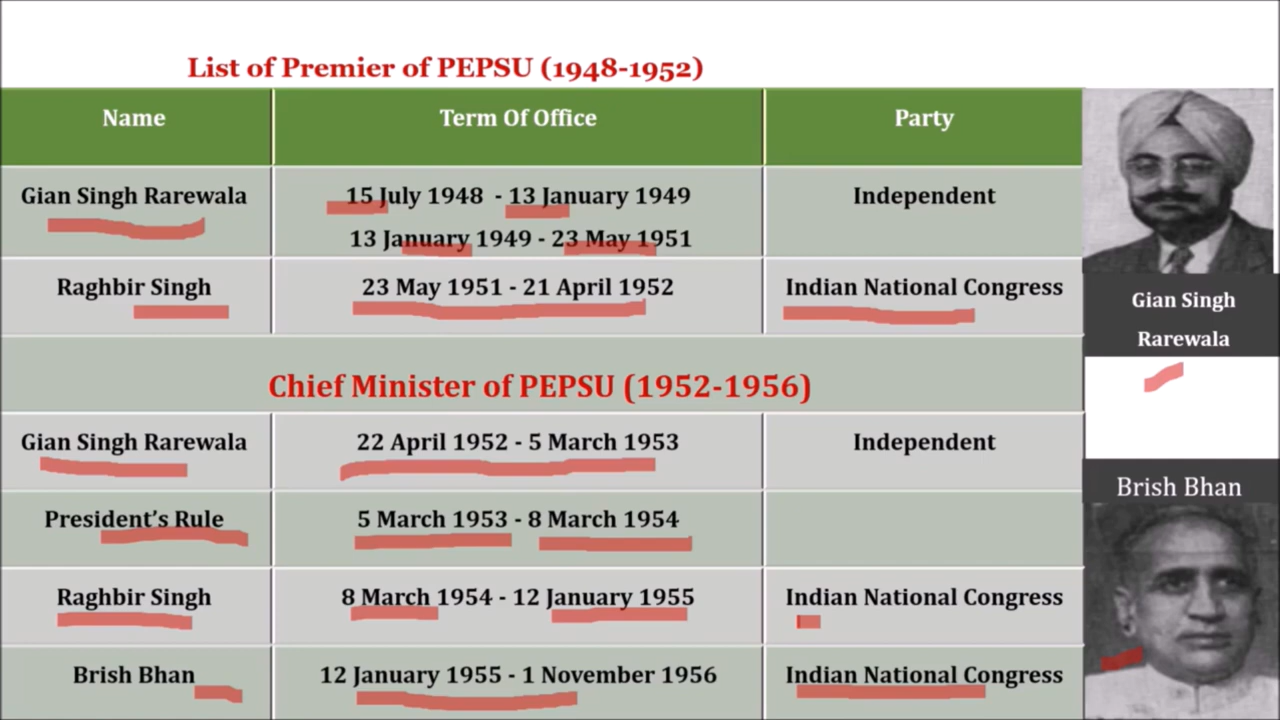 List of Premier of PEPSU (1948-1952)
Name Term Of Office Party
Gian Singh Rarewala 15 July 1948 - 13 January 1949 Independent
13 January 1949 - 23 May 1951
Raghbir Singh 23 May 1951 - 21 April 1952 Indian National Congress
Gian Singh
Rarewala
Chief Minister of PEPSU (1952-1956)
Gian Singh Rarewala 22 April 1952 - 5 March 1953 Independent
Brish Bhan
President’s Rule 5 March 1953 - 8 March 1954
Raghbir Singh 8 March 1954 - 12 January 1955 Indian National Congress
Brish Bhan 12 January 1955 - 1 November 1956 Indian National Congress